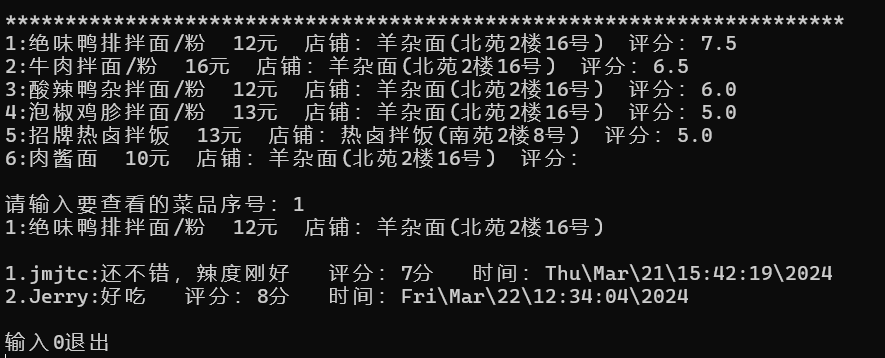 **********************************************************************
1:绝味鸭排拌面/粉  12元  店铺: 羊杂面(北苑2楼16号)  评分: 7.5
2:牛肉拌面/粉  16元  店铺: 羊杂面(北苑2楼16号)  评分: 6.5
3:酸辣鸭杂拌面/粉  12元  店铺: 羊杂面(北苑2楼16号)  评分: 6.0
4:泡椒鸡胗拌面/粉  13元  店铺: 羊杂面(北苑2楼16号)  评分: 5.0
5:招牌热卤拌饭  13元  店铺: 热卤拌饭(南苑2楼8号)  评分: 5.0
6:肉酱面  10元  店铺: 羊杂面(北苑2楼16号)  评分:
请输入要查看的菜品序号: 1
1:绝味鸭排拌面/粉  12元  店铺: 羊杂面(北苑2楼16号)
1.jmjtc:还不错, 辣度刚好   评分: 7分   时间: Thu\Mar\21\15:42:19\2024
2.Jerry:好吃   评分: 8分   时间: Fri\Mar\22\12:34:04\2024
输入0退出